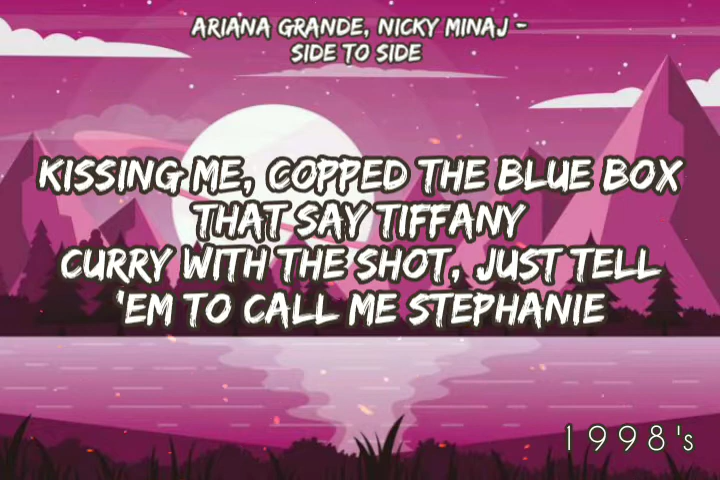 ARIANA GRANDE, NICKY MINAJ -
SIDE TO SIDE
KISSING ME, COPPED THE BLUE BOX
THAT SAY TIFFANY
CURRY WITH THE SHOT, JUST TELL
'EM TO CALL ME STEPHANIE
1998's